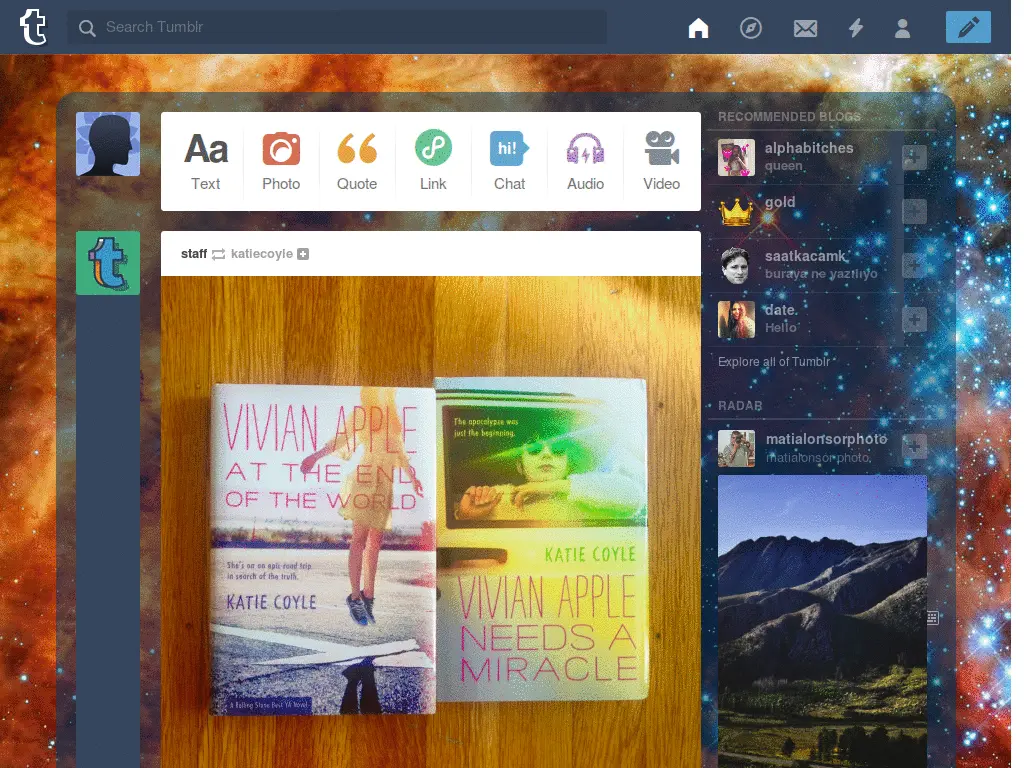 t
Search Tumblr
Aa
hi!
Text
Photo
Quote
Link
Chat
Audio
Video
staff katiecoyle
t
VIVIAN APPLE
AT THE END
OF THE WORLD
She's on an epic road trip
in search of the truth.
KATIE COYLE
A Rolling Stone Best YA Novel
The apocalypse was
just the beginning.
KATIE COYLE
VIVIAN APPLE
NEEDS A
MIRACLE
RECOMMENDED BLOGS
alphabitches
queen
gold
saatkacamk
buraya ne yazılıyo
date
Hello
Explore all of Tumblr
RADAR
matialonsorphoto
matialonsor photo